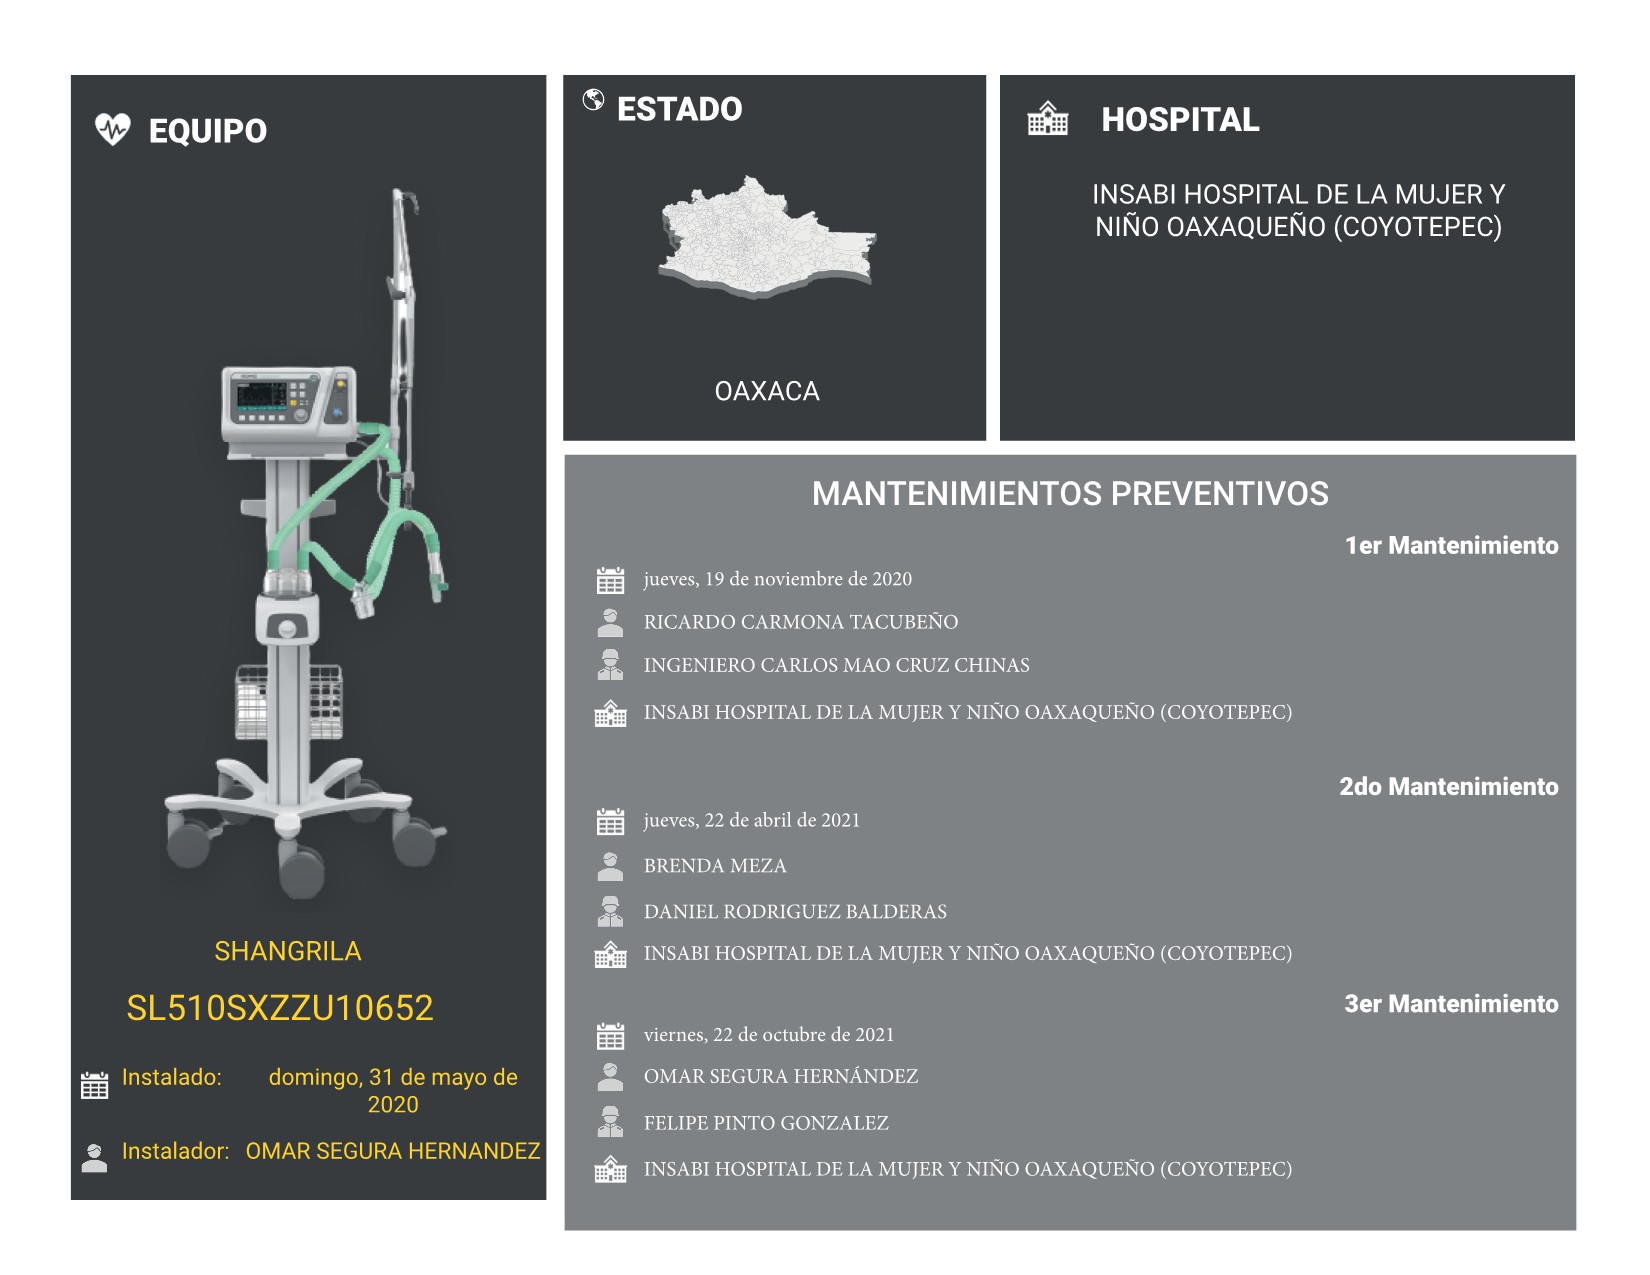 EQUIPO
SHANGRILA
SL510SXZZU10652
Instalado: domingo, 31 de mayo de
2020
Instalador: OMAR SEGURA HERNANDEZ
ESTADO
OAXACA
HOSPITAL
INSABI HOSPITAL DE LA MUJER Y
NIÑO OAXAQUEÑO (COYOTEPEC)
MANTENIMIENTOS PREVENTIVOS
1er Mantenimiento
jueves, 19 de noviembre de 2020
RICARDO CARMONA TACUBEÑO
INGENIERO CARLOS MAO CRUZ CHINAS
INSABI HOSPITAL DE LA MUJER Y NIÑO OAXAQUEÑO (COYOTEPEC)
2do Mantenimiento
jueves, 22 de abril de 2021
BRENDA MEZA
DANIEL RODRIGUEZ BALDERAS
INSABI HOSPITAL DE LA MUJER Y NIÑO OAXAQUEÑO (COYOTEPEC)
3er Mantenimiento
viernes, 22 de octubre de 2021
OMAR SEGURA HERNÁNDEZ
FELIPE PINTO GONZALEZ
INSABI HOSPITAL DE LA MUJER Y NIÑO OAXAQUEÑO (COYOTEPEC)